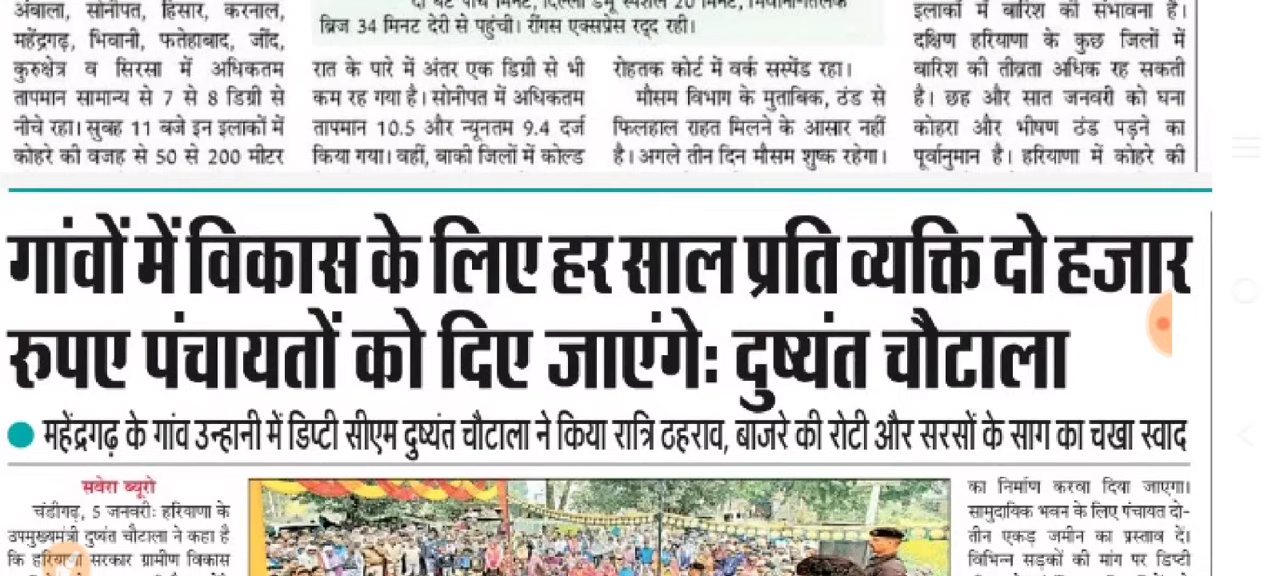 अंबाला, सोनीपत, हिसार, करनाल,
महेंद्रगढ़, भिवानी, फतेहाबाद, जींद,
कुरुक्षेत्र व सिरसा में अधिकतम
तापमान सामान्य से 7 से 8 डिग्री से
नीचे रहा। सुबह 11 बजे इन इलाकों में
कोहरे की वजह से 50 से 200 मीटर
ब्रिज 34 मिनट देरी से पहुंची। रींगस एक्सप्रेस रद्द रही।
रात के पारे में अंतर एक डिग्री से भी
कम रह गया है। सोनीपत में अधिकतम
तापमान 10.5 और न्यूनतम 9.4 दर्ज
किया गया। वहीं, बाकी जिलों में कोल्ड
रोहतक कोर्ट में वर्क सस्पेंड रहा।
मौसम विभाग के मुताबिक, ठंड से
फिलहाल राहत मिलने के आसार नहीं
है। अगले तीन दिन मौसम शुष्क रहेगा।
इलाकों में बारिश की संभावना है।
दक्षिण हरियाणा के कुछ जिलों में
बारिश की तीव्रता अधिक रह सकती
है। छह और सात जनवरी को घना
कोहरा और भीषण ठंड पड़ने का
पूर्वानुमान है। हरियाणा में कोहरे की
गांवों में विकास के लिए हर साल प्रति व्यक्ति दो हजार
रुपए पंचायतों को दिए जाएंगे: दुष्यंत चौटाला
महेंद्रगढ़ के गांव उन्हानी में डिप्टी सीएम दुष्यंत चौटाला ने किया रात्रि ठहराव, बाजरे की रोटी और सरसों के साग का चखा स्वाद
सवेरा ब्यूरो
चंडीगढ़, 5 जनवरी: हरियाणा के
उपमुख्यमंत्री दुष्यंत चौटाला ने कहा है
कि हरियाणा सरकार ग्रामीण विकास
का निर्माण करवा दिया जाएगा।
सामुदायिक भवन के लिए पंचायत दो-
तीन एकड़ जमीन का प्रस्ताव दें।
विभिन्न सड़कों की मांग पर डिप्टी